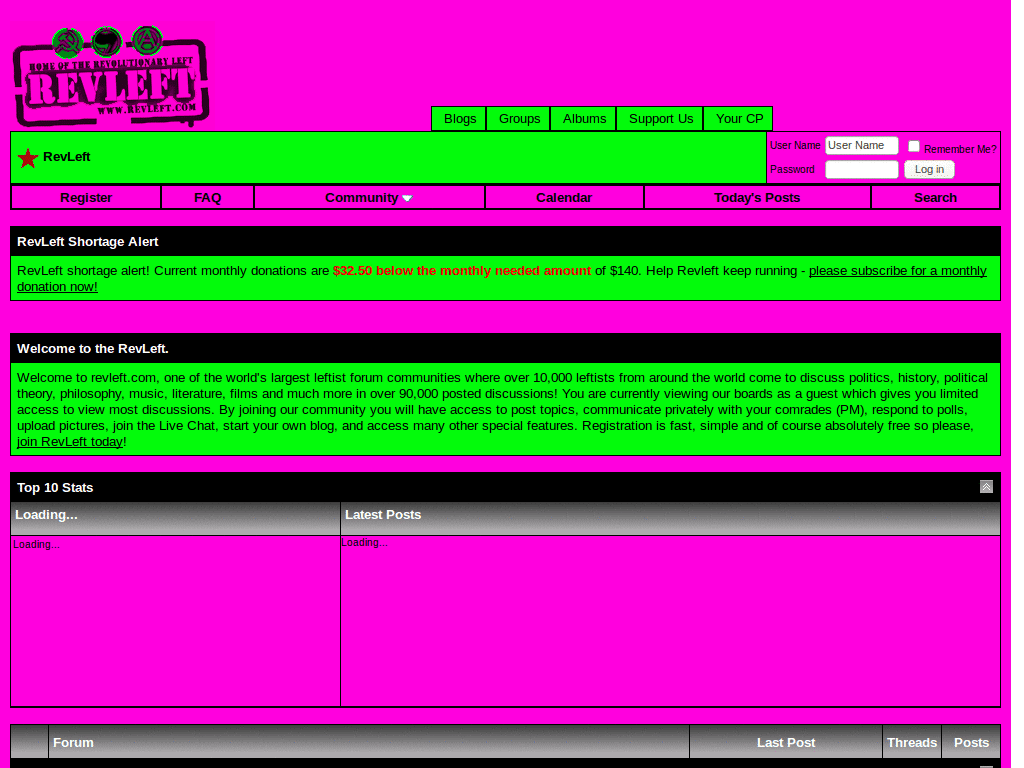 HOME OF THE REVOLUTIONARY LEFT
REVLEFT
WWW.REVLEFT.COM
Blogs Groups Albums Support Us Your CP
RevLeft
User Name User Name Remember Me?
Password Log in
Register FAQ Community Calendar Today's Posts Search
RevLeft Shortage Alert
RevLeft shortage alert! Current monthly donations are $32.50 below the monthly needed amount of $140. Help Revleft keep running - please subscribe for a monthly
donation now!
Welcome to the RevLeft.
Welcome to revleft.com, one of the world's largest leftist forum communities where over 10,000 leftists from around the world come to discuss politics, history, political
theory, philosophy, music, literature, films and much more in over 90,000 posted discussions! You are currently viewing our boards as a guest which gives you limited
access to view most discussions. By joining our community you will have access to post topics, communicate privately with your comrades (PM), respond to polls,
upload pictures, join the Live Chat, start your own blog, and access many other special features. Registration is fast, simple and of course absolutely free so please,
join RevLeft today!
Top 10 Stats
Loading... Latest Posts
Loading... Loading...
Forum Last Post Threads Posts